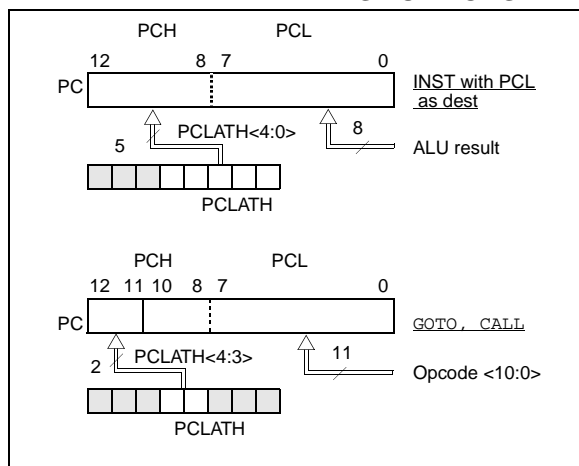 PCH PCL
12 8 7 0
PC
INST with PCL
as dest
PCLATH<4:0>
8
5
ALU result
PCLATH
PCH PCL
12 11 10 8 7 0
PC
GOTO, CALL
PCLATH<4:3>
11
2
Opcode <10:0>
PCLATH